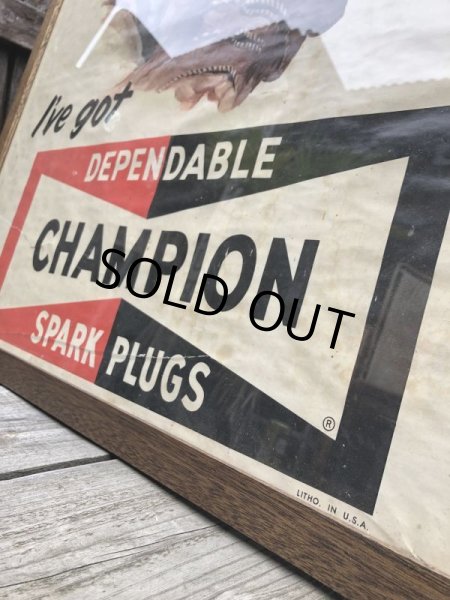 I've got
DEPENDABLE
CHAMPION
SOLD OUT
SPARK PLUGS
®
LITHO. IN U.S.A.